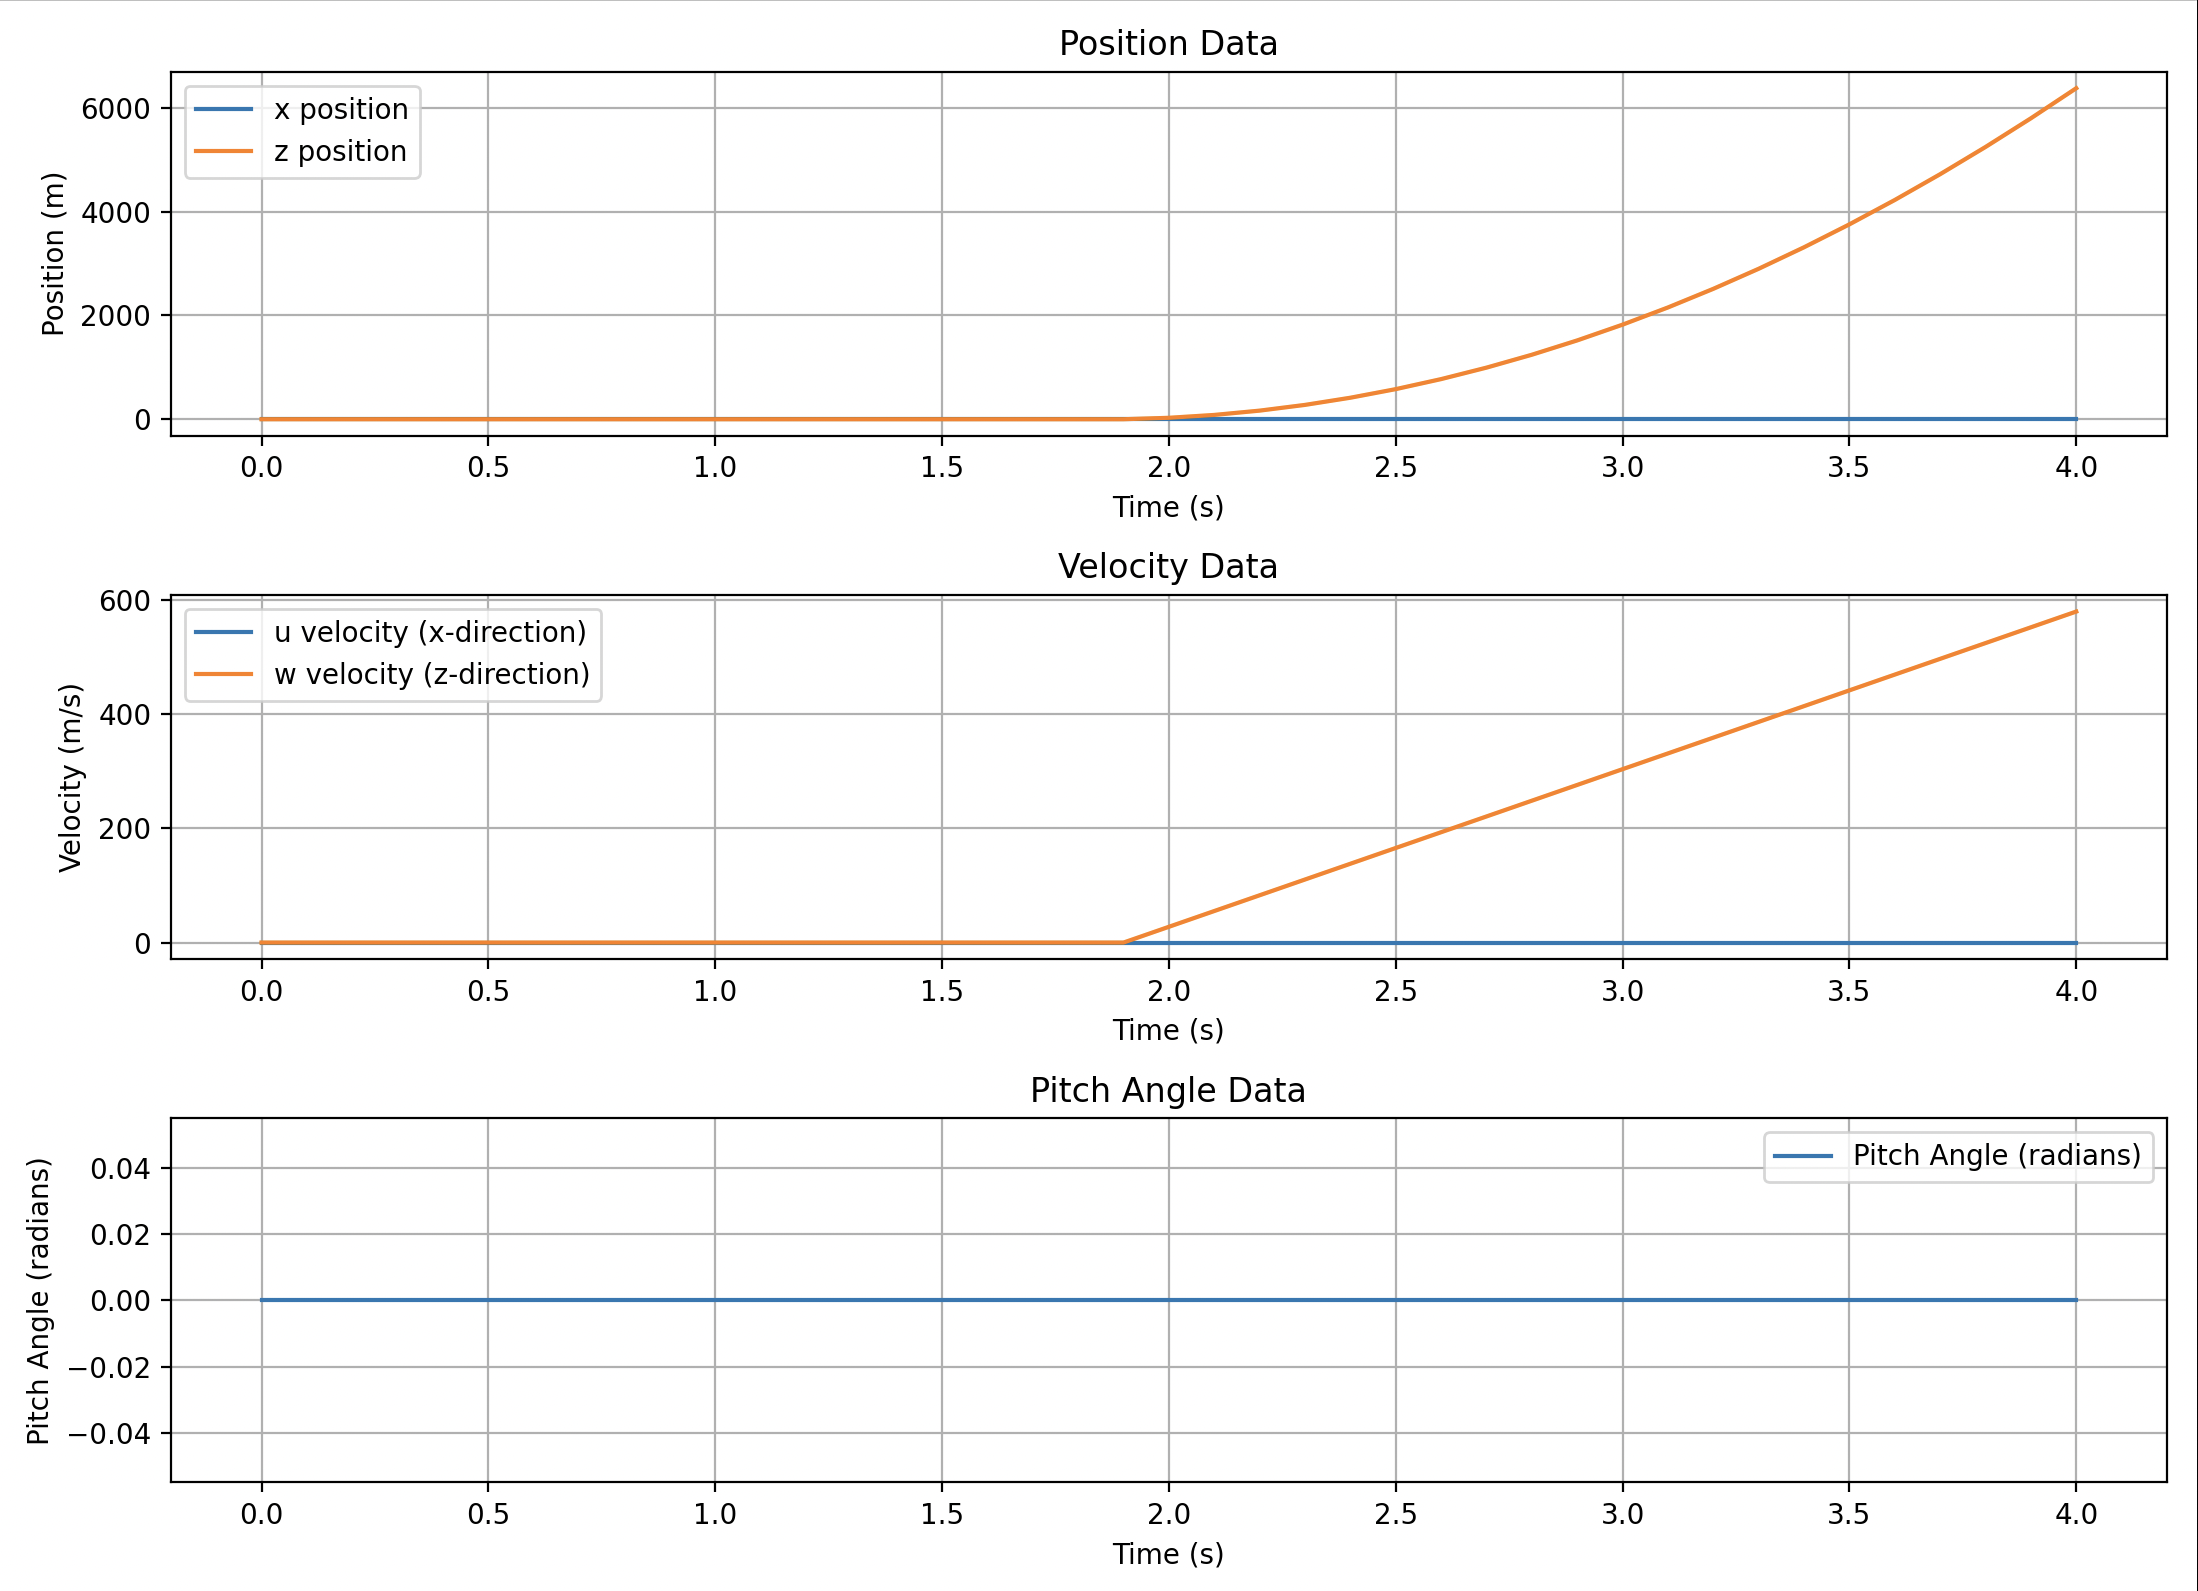 Position Data
6000
4000
2000
0
Position (m)
x position
z position
0.0 0.5 1.0 1.5 2.0 2.5 3.0 3.5 4.0
Time (s)
Velocity Data
600
400
200
0
Velocity (m/s)
u velocity (x-direction)
w velocity (z-direction)
0.0 0.5 1.0 1.5 2.0 2.5 3.0 3.5 4.0
Time (s)
Pitch Angle Data
0.04
0.02
0.00
−0.02
−0.04
Pitch Angle (radians)
Pitch Angle (radians)
0.0 0.5 1.0 1.5 2.0 2.5 3.0 3.5 4.0
Time (s)